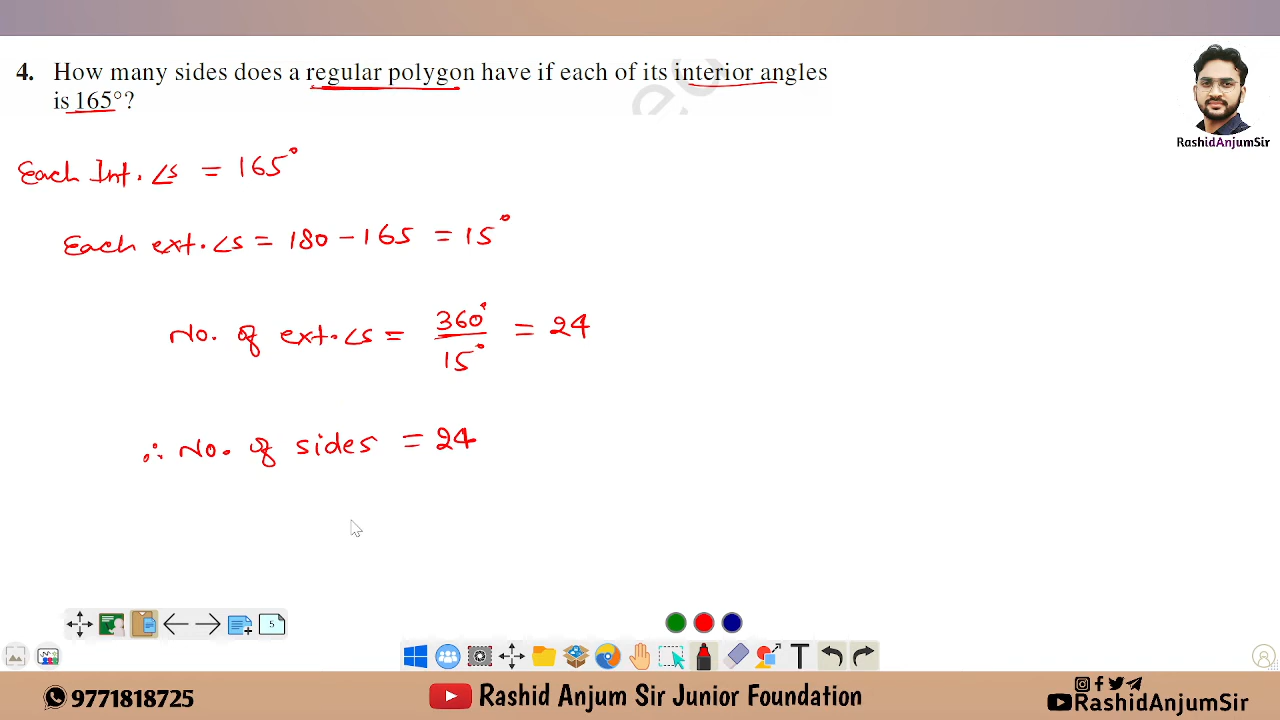 4. How many sides does a regular polygon have if each of its interior angles
is 165°?
RashidAnjumSir
Each Int. ∠s = 165°
Each ext. ∠s = 180 - 165 = 15°
No. of ext. ∠s = 360°/15° = 24
∴ No. of sides = 24
5
T
9771818725
Rashid Anjum Sir Junior Foundation
RashidAnjumSir